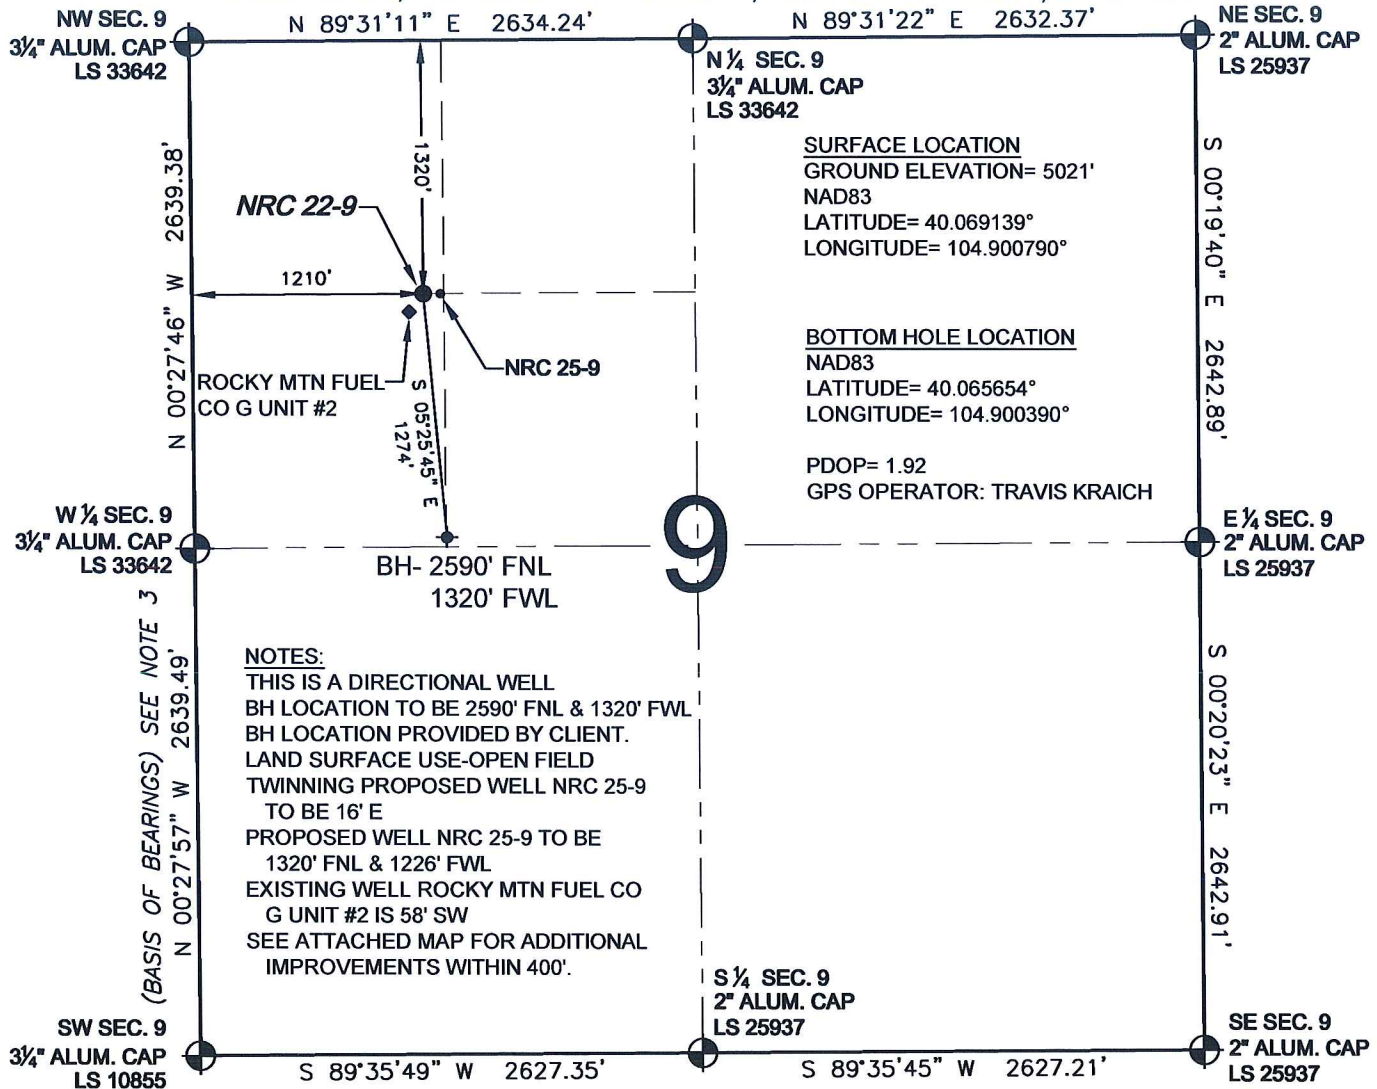 N 89°31'11" E 2634.24'
N 89°31'22" E 2632.37'
NW SEC. 9
3¼" ALUM. CAP
LS 33642
N ¼ SEC. 9
3¼" ALUM. CAP
LS 33642
NE SEC. 9
2" ALUM. CAP
LS 25937
SURFACE LOCATION
GROUND ELEVATION= 5021'
NAD83
LATITUDE= 40.069139°
LONGITUDE= 104.900790°
BOTTOM HOLE LOCATION
NAD83
LATITUDE= 40.065654°
LONGITUDE= 104.900390°
PDOP= 1.92
GPS OPERATOR: TRAVIS KRAICH
N 00°27'46" W 2639.38'
1320'
NRC 22-9
1210'
NRC 25-9
ROCKY MTN FUEL
CO G UNIT #2
S 05°25'45" E
1274'
S 00°19'40" E 2642.89'
W ¼ SEC. 9
3¼" ALUM. CAP
LS 33642
BH- 2590' FNL
1320' FWL
9
E ¼ SEC. 9
2" ALUM. CAP
LS 25937
(BASIS OF BEARINGS) SEE NOTE 3
N 00°27'57" W 2639.49'
NOTES:
THIS IS A DIRECTIONAL WELL
BH LOCATION TO BE 2590' FNL & 1320' FWL
BH LOCATION PROVIDED BY CLIENT.
LAND SURFACE USE-OPEN FIELD
TWINNING PROPOSED WELL NRC 25-9
TO BE 16' E
PROPOSED WELL NRC 25-9 TO BE
1320' FNL & 1226' FWL
EXISTING WELL ROCKY MTN FUEL CO
G UNIT #2 IS 58' SW
SEE ATTACHED MAP FOR ADDITIONAL
IMPROVEMENTS WITHIN 400'.
S 00°20'23" E 2642.91'
SW SEC. 9
3¼" ALUM. CAP
LS 10855
S ¼ SEC. 9
2" ALUM. CAP
LS 25937
SE SEC. 9
2" ALUM. CAP
LS 25937
S 89°35'49" W 2627.35'
S 89°35'45" W 2627.21'